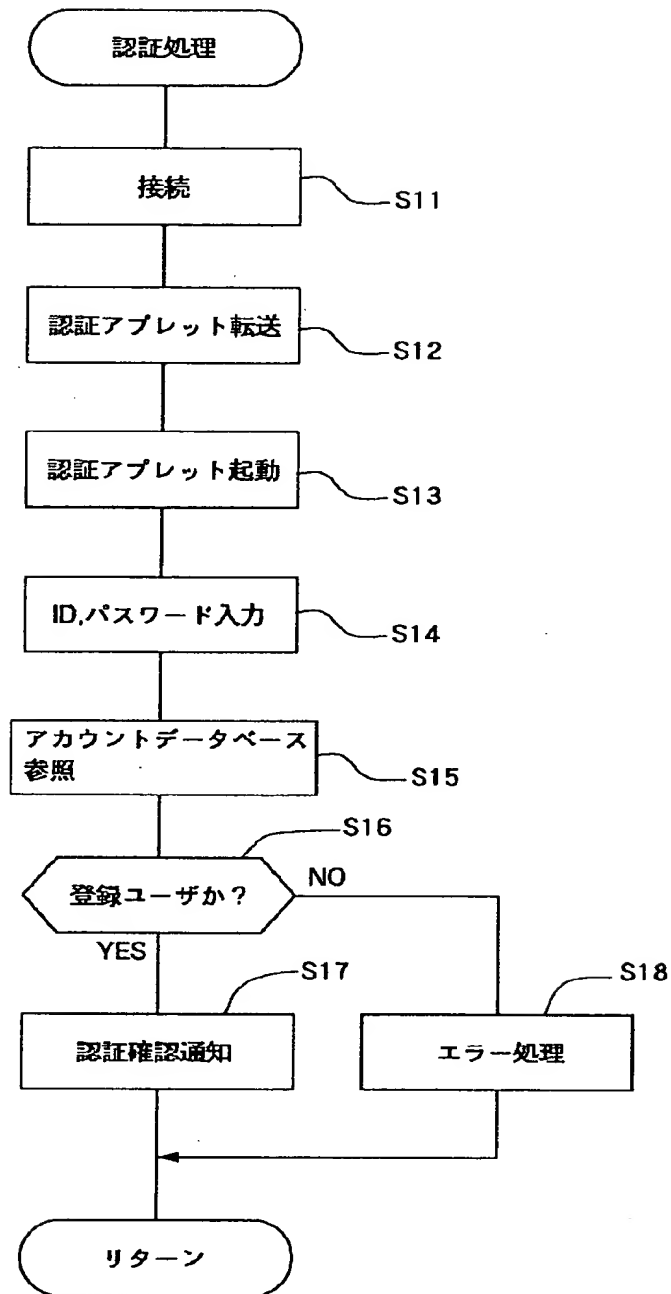 認証処理
接続
S11
認証アプレット転送
S12
認証アプレット起動
S13
ID,パスワード入力
S14
アカウントデータベース
参照
S15
S16
登録ユーザか?
NO
YES
S17
S18
認証確認通知
エラー処理
リターン